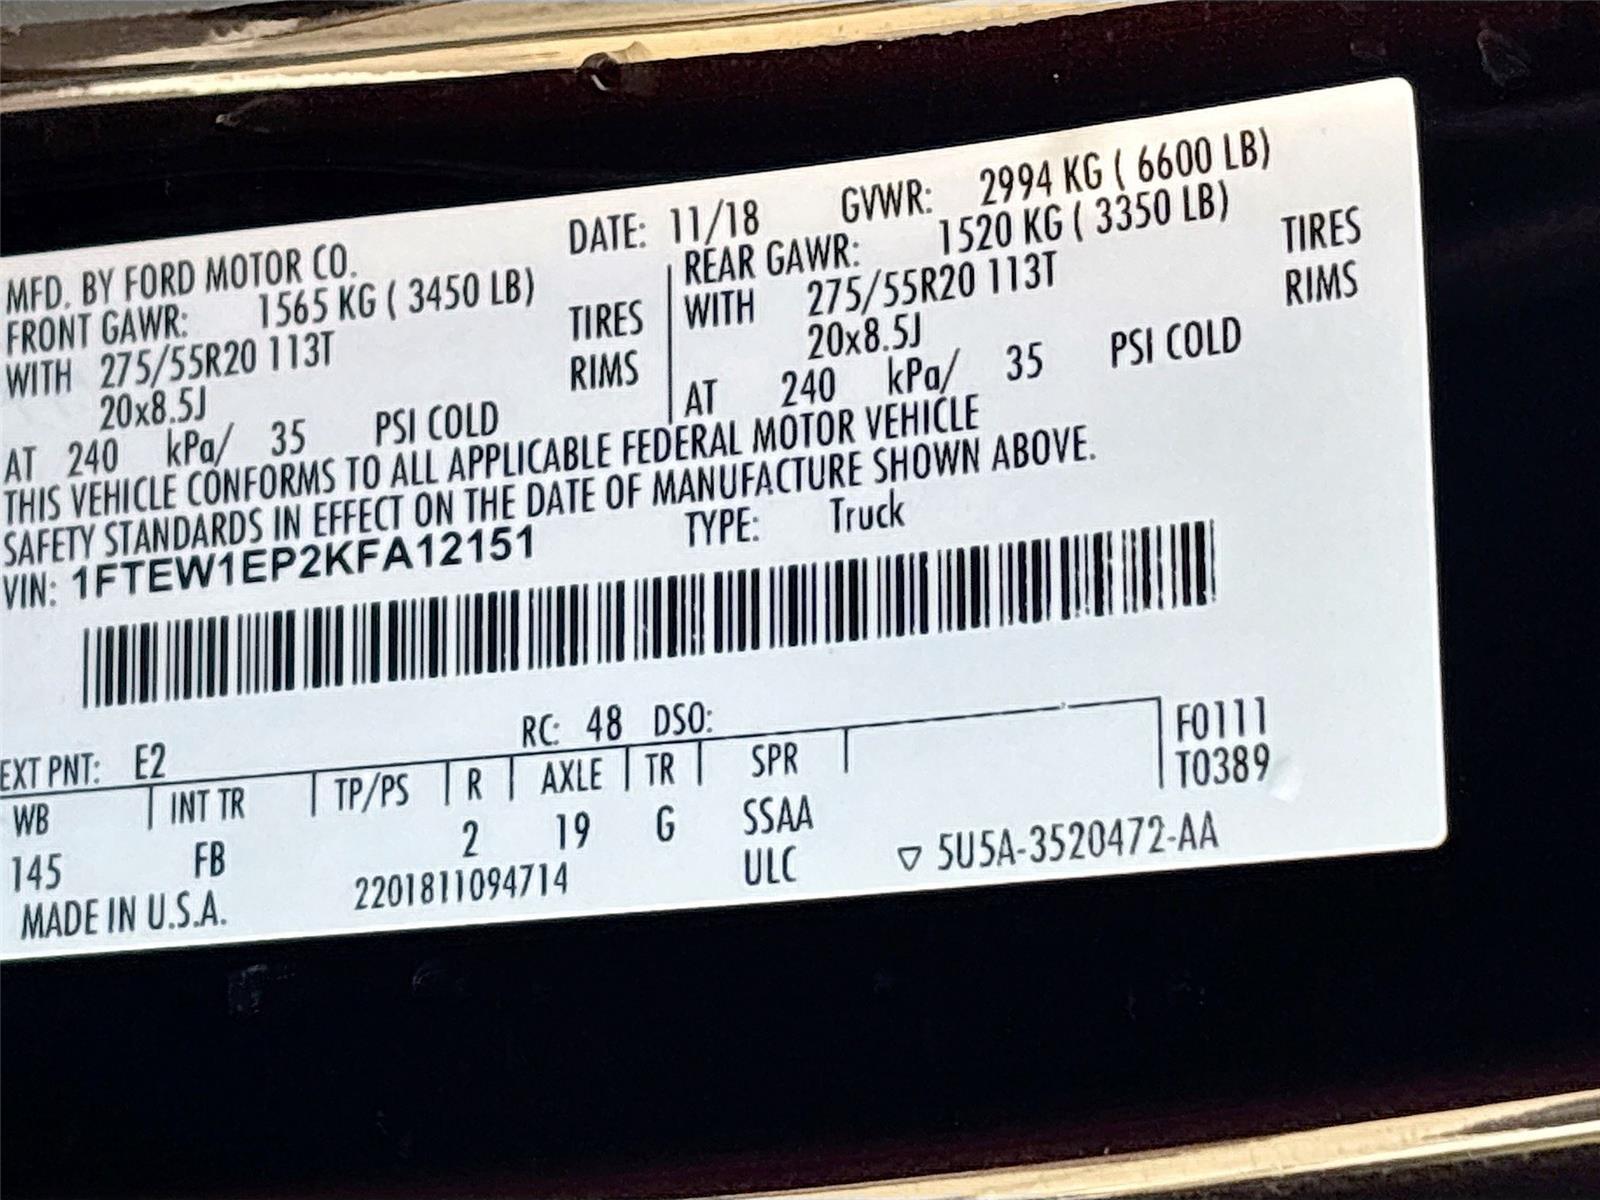 MFD. BY FORD MOTOR CO.
DATE: 11/18 GVWR: 2994 KG ( 6600 LB)
FRONT GAWR: 1565 KG ( 3450 LB)
WITH 275/55R20 113T TIRES
20x8.5J RIMS
AT 240 kPa/ 35 PSI COLD
REAR GAWR: 1520 KG ( 3350 LB)
WITH 275/55R20 113T TIRES
20x8.5J RIMS
AT 240 kPa/ 35 PSI COLD
THIS VEHICLE CONFORMS TO ALL APPLICABLE FEDERAL MOTOR VEHICLE
SAFETY STANDARDS IN EFFECT ON THE DATE OF MANUFACTURE SHOWN ABOVE.
VIN: 1FTEW1EP2KFA12151 TYPE: Truck
EXT PNT: E2 RC: 48 DSO: F0111
WB INT TR TP/PS R AXLE TR SPR T0389
145 FB 2 19 G SSAA
2201811094714 ULC ▽ 5U5A-3520472-AA
MADE IN U.S.A.